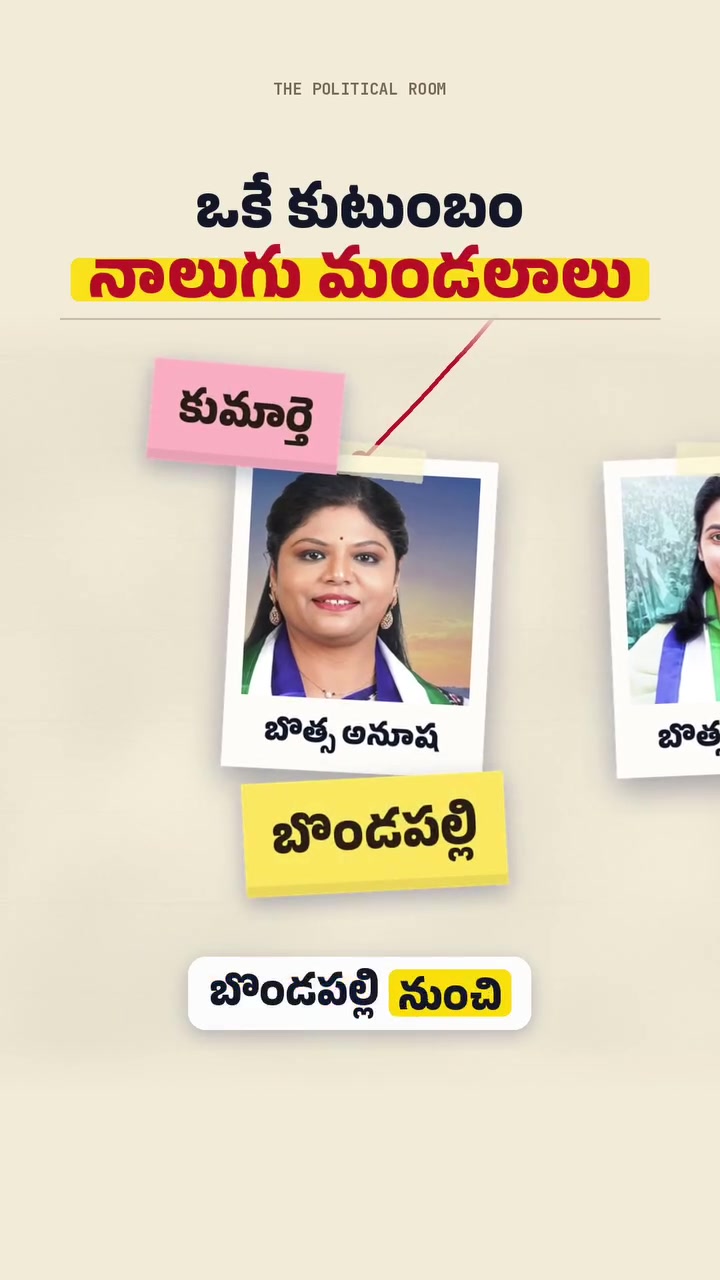 THE POLITICAL ROOM
ఒకే కుటుంబం
నాలుగు మండలాలు
కుమార్తె
బొత్స అనూష
బొండపల్లి
బొండపల్లి నుంచి